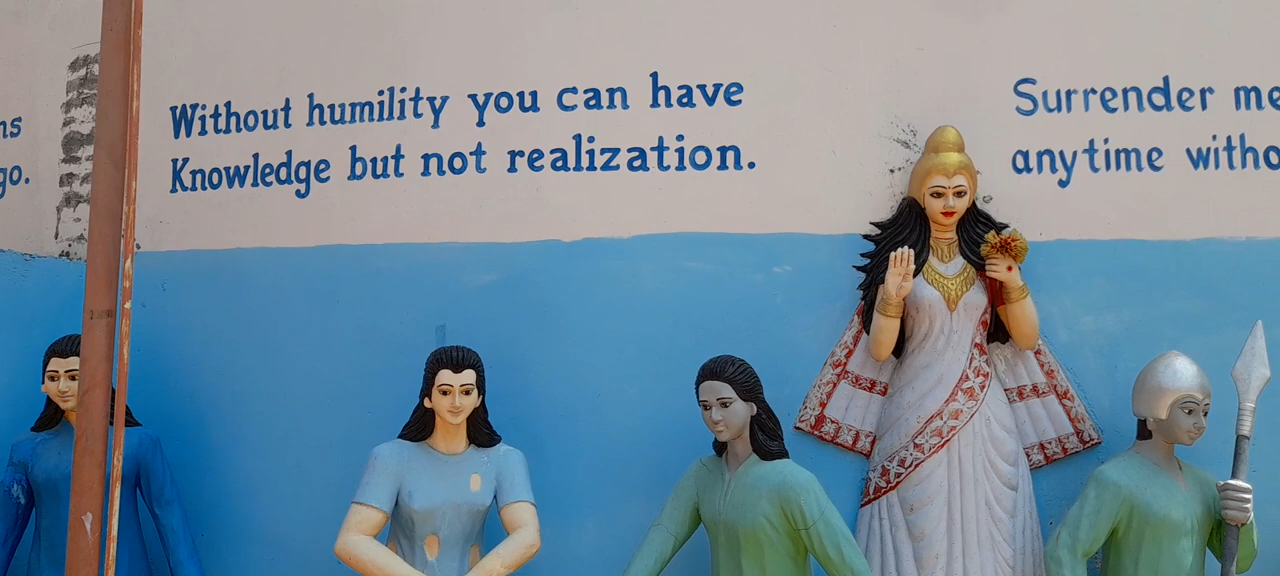 ns
go.
Without humility you can have
Knowledge but not realization.
Surrender me
anytime witho